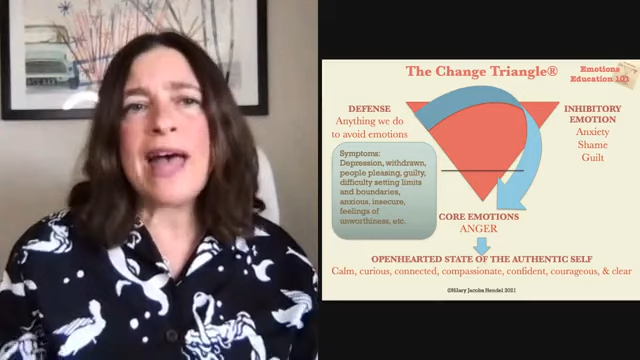 The Change Triangle®
Emotions
Education 101
DEFENSE
Anything we do
to avoid emotions
INHIBITORY
EMOTION
Anxiety
Shame
Guilt
Symptoms:
Depression, withdrawn,
people pleasing, guilty,
difficulty setting limits
and boundaries,
anxious, insecure,
feelings of
unworthiness, etc.
CORE EMOTIONS
ANGER
OPENHEARTED STATE OF THE AUTHENTIC SELF
Calm, curious, connected, compassionate, confident, courageous, & clear
©Hilary Jacobs Hendel 2021